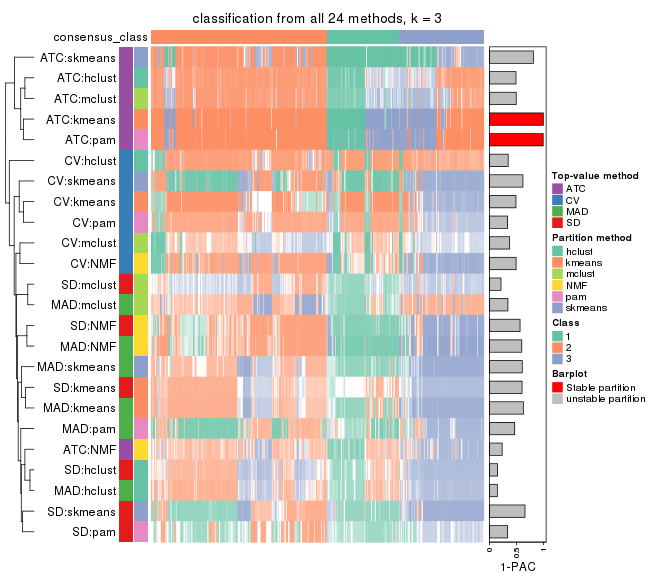 classification from all 24 methods, k = 3
consensus_class
ATC:skmeans
ATC:hclust
ATC:mclust
ATC:kmeans
ATC:pam
CV:hclust
CV:skmeans
CV:kmeans
CV:pam
CV:mclust
CV:NMF
SD:mclust
MAD:mclust
SD:NMF
MAD:NMF
MAD:skmeans
SD:kmeans
MAD:kmeans
MAD:pam
ATC:NMF
SD:hclust
MAD:hclust
SD:skmeans
SD:pam
0
0.5
1
1-PAC
Top-value method
ATC
CV
MAD
SD
Partition method
hclust
kmeans
mclust
NMF
pam
skmeans
Class
1
2
3
Barplot
Stable partition
unstable partition